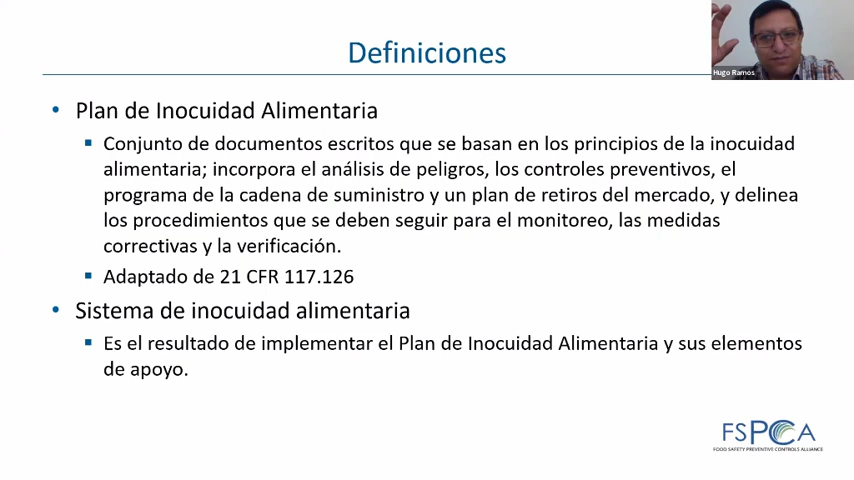 Definiciones
Hugo Ramos
• Plan de Inocuidad Alimentaria
▪ Conjunto de documentos escritos que se basan en los principios de la inocuidad
alimentaria; incorpora el análisis de peligros, los controles preventivos, el
programa de la cadena de suministro y un plan de retiros del mercado, y delinea
los procedimientos que se deben seguir para el monitoreo, las medidas
correctivas y la verificación.
▪ Adaptado de 21 CFR 117.126
• Sistema de inocuidad alimentaria
▪ Es el resultado de implementar el Plan de Inocuidad Alimentaria y sus elementos
de apoyo.
FSPCA
FOOD SAFETY PREVENTIVE CONTROLS ALLIANCE